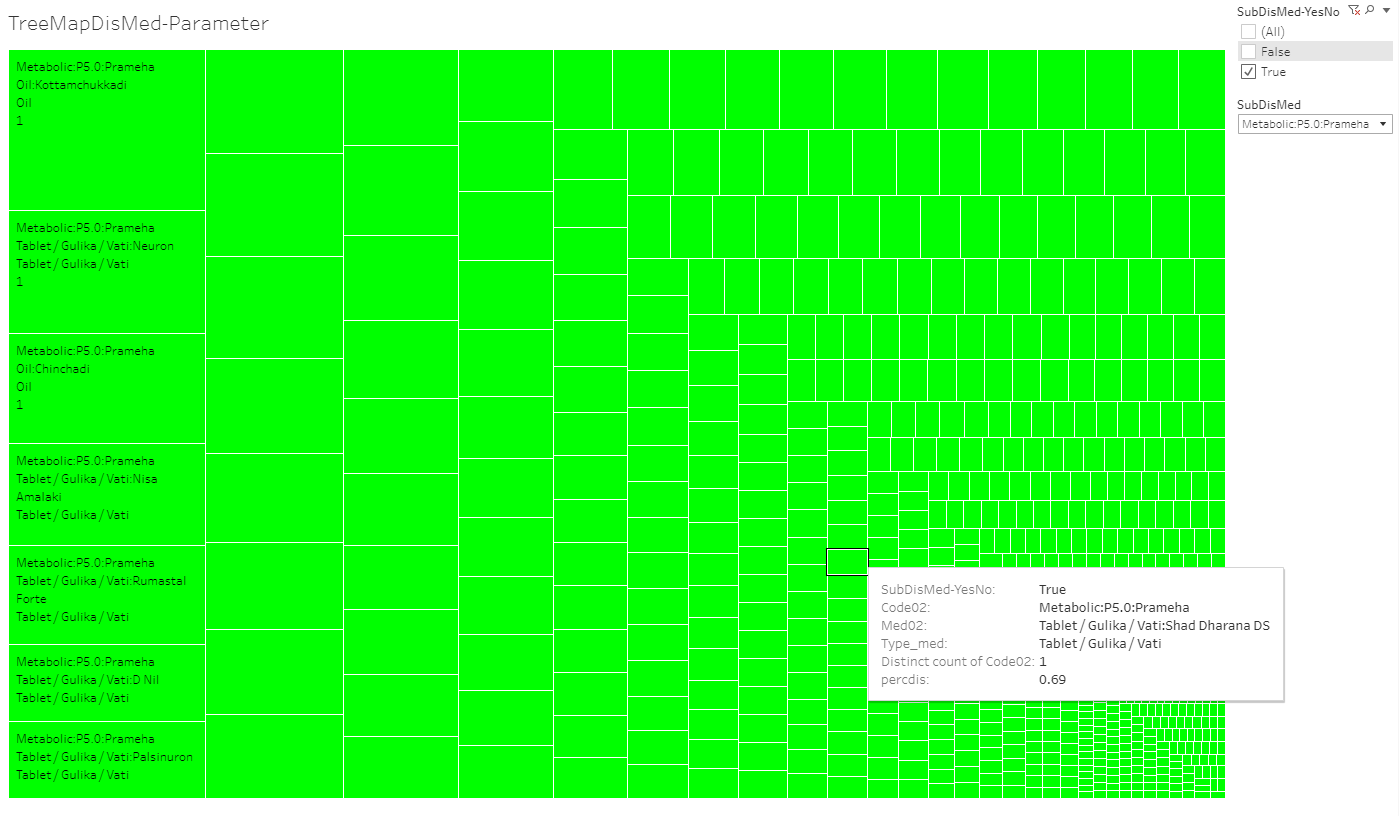 TreeMapDisMed-Parameter
Metabolic:P5.0:Prameha
Oil:Kottamchukkadi
Oil
1
Metabolic:P5.0:Prameha
Tablet / Gulika / Vati:Neuron
Tablet / Gulika / Vati
1
Metabolic:P5.0:Prameha
Oil:Chinchadi
Oil
1
Metabolic:P5.0:Prameha
Tablet / Gulika / Vati:Nisa
Amalaki
Tablet / Gulika / Vati
Metabolic:P5.0:Prameha
Tablet / Gulika / Vati:Rumastal
Forte
Tablet / Gulika / Vati
Metabolic:P5.0:Prameha
Tablet / Gulika / Vati:D Nil
Tablet / Gulika / Vati
Metabolic:P5.0:Prameha
Tablet / Gulika / Vati:Palsinuron
Tablet / Gulika / Vati
SubDisMed-YesNo: True
Code02: Metabolic:P5.0:Prameha
Med02: Tablet / Gulika / Vati:Shad Dharana DS
Type_med: Tablet / Gulika / Vati
Distinct count of Code02: 1
percdis: 0.69
SubDisMed-YesNo
(All)
False
True
SubDisMed
Metabolic:P5.0:Prameha